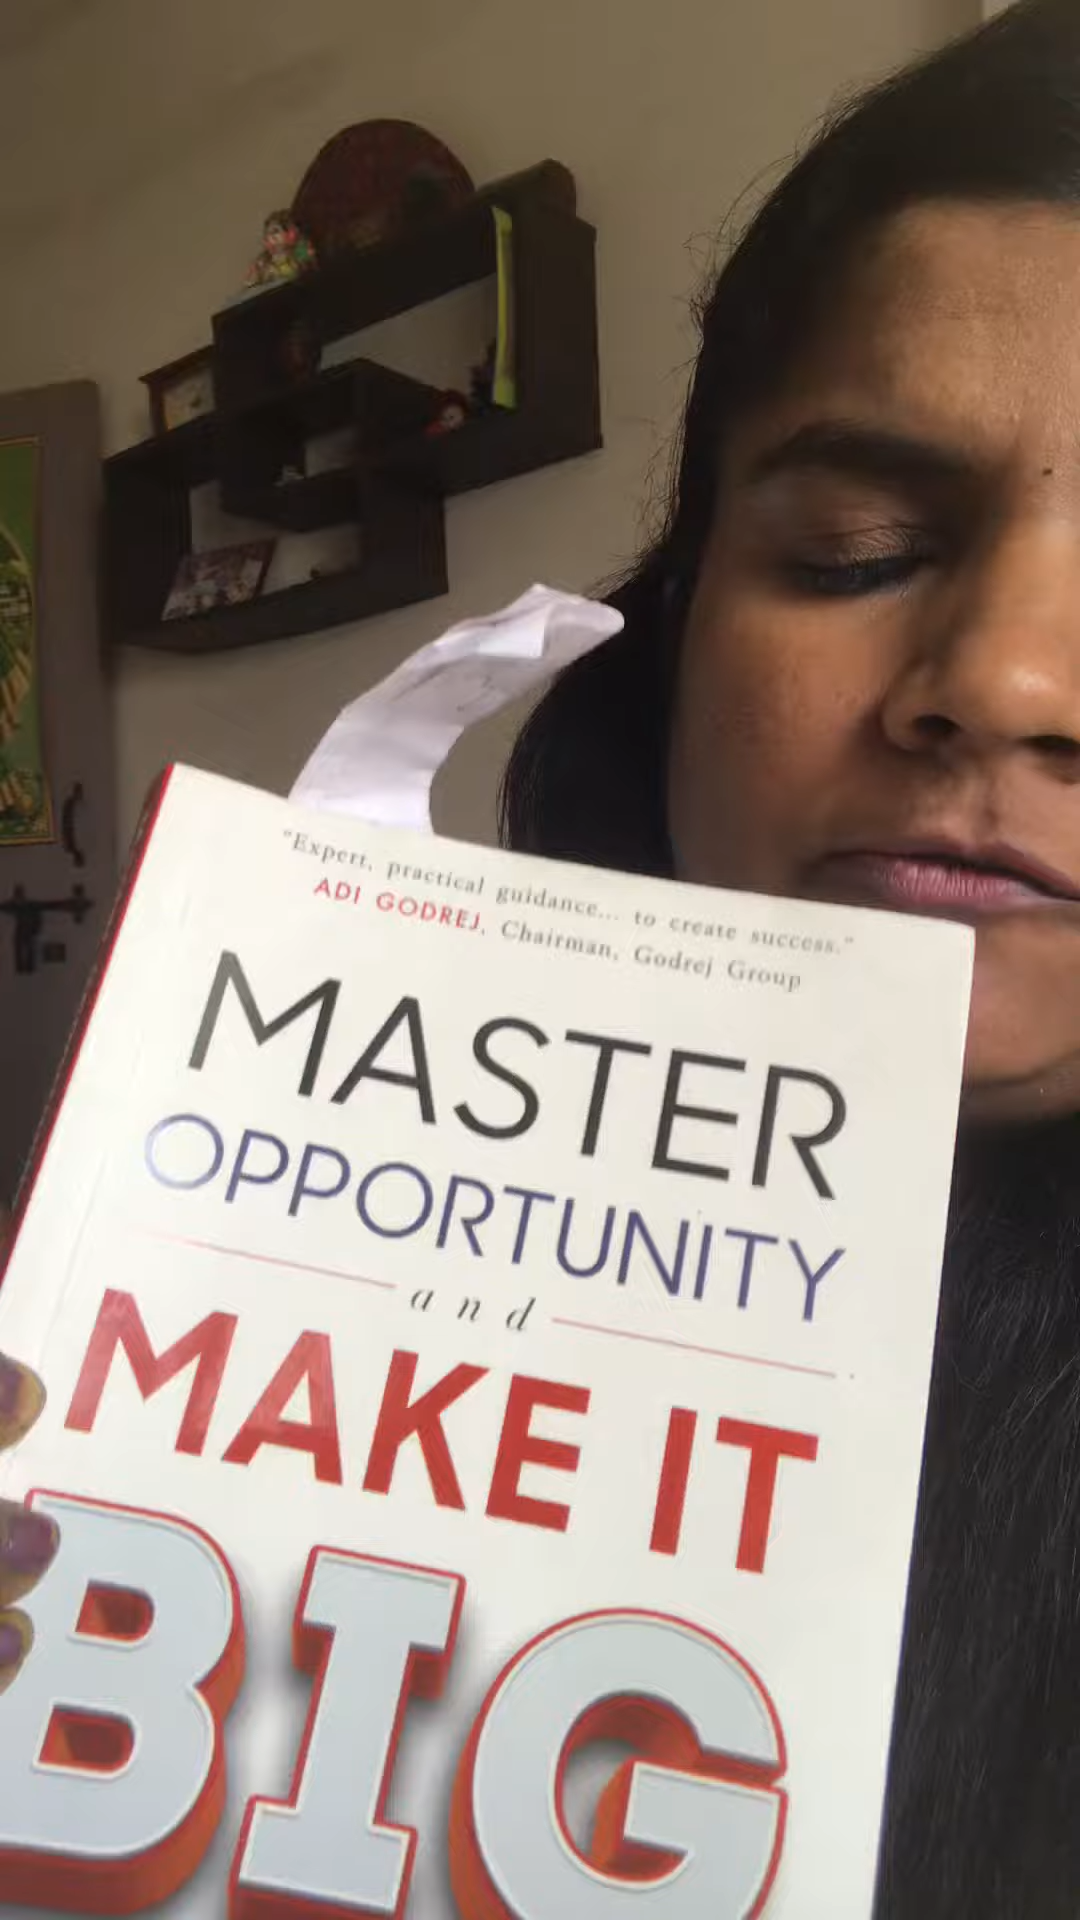 "Expert, practical guidance... to create success."
ADI GODREJ, Chairman, Godrej Group
MASTER
OPPORTUNITY
and
MAKE IT
BIG